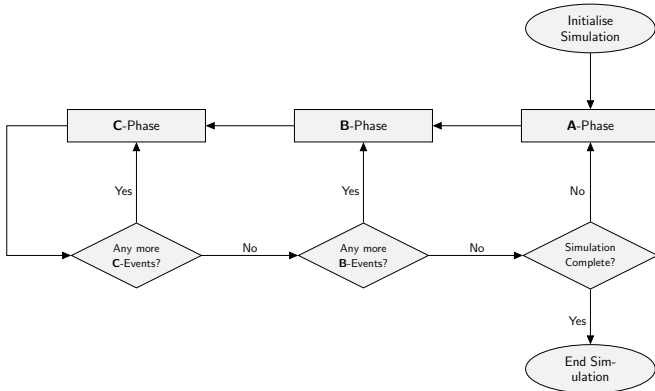 Initialise
Simulation
C-Phase
B-Phase
A-Phase
Yes
Yes
No
Any more
C-Events?
No
Any more
B-Events?
No
Simulation
Complete?
Yes
End Sim-
ulation